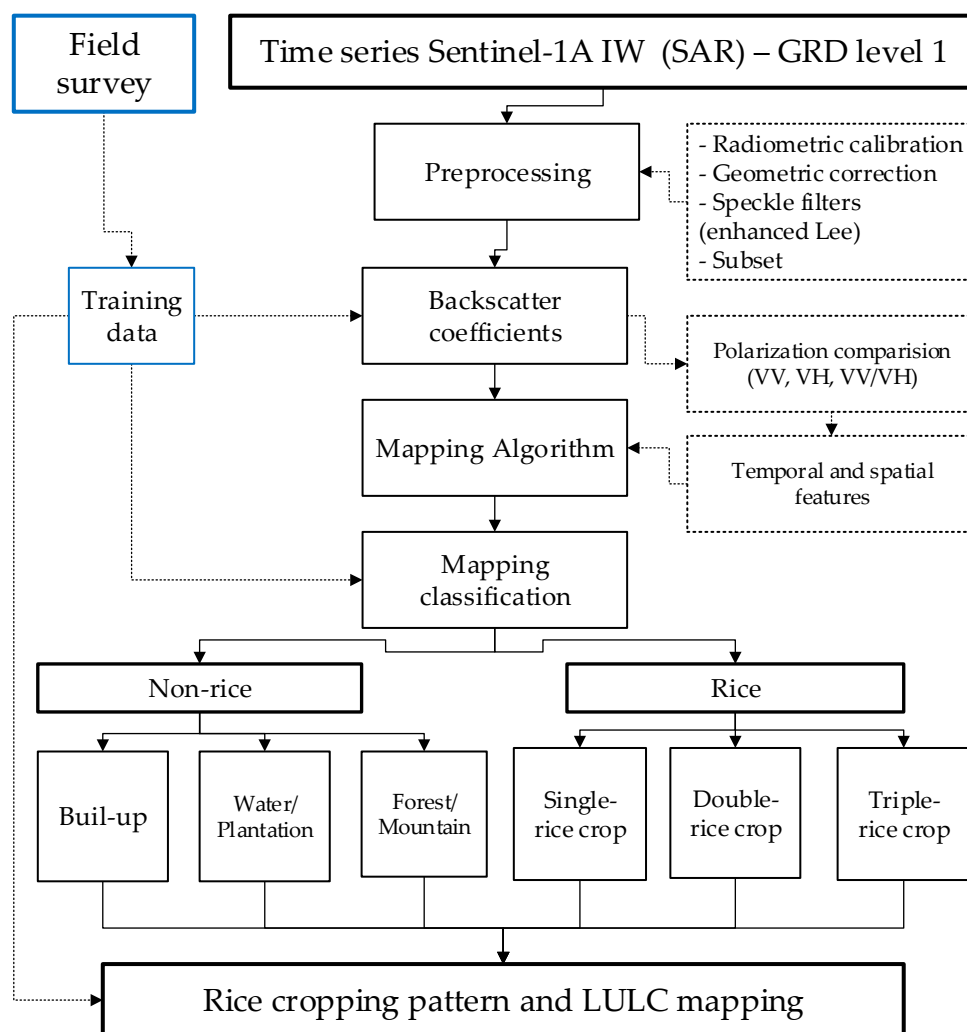 Field
survey
Time series Sentinel-1A IW (SAR) – GRD level 1
Preprocessing
- Radiometric calibration
- Geometric correction
- Speckle filters
(enhanced Lee)
- Subset
Training
data
Backscatter
coefficients
Polarization comparision
(VV, VH, VV/VH)
Mapping Algorithm
Temporal and spatial
features
Mapping
classification
Non-rice
Rice
Buil-up
Water/
Plantation
Forest/
Mountain
Single-
rice crop
Double-
rice crop
Triple-
rice crop
Rice cropping pattern and LULC mapping